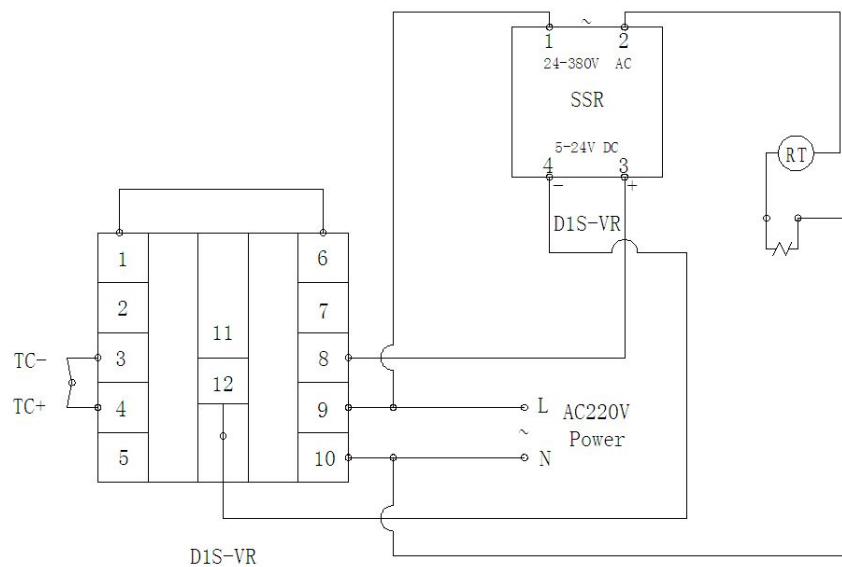 ~
1 2
24-380V AC
SSR
5-24V DC
4 3
- +
RT
D1S-VR
1 6
2 7
11
TC- 3 8
12
TC+ 4 9 L AC220V
~ Power
5 10 N
D1S-VR